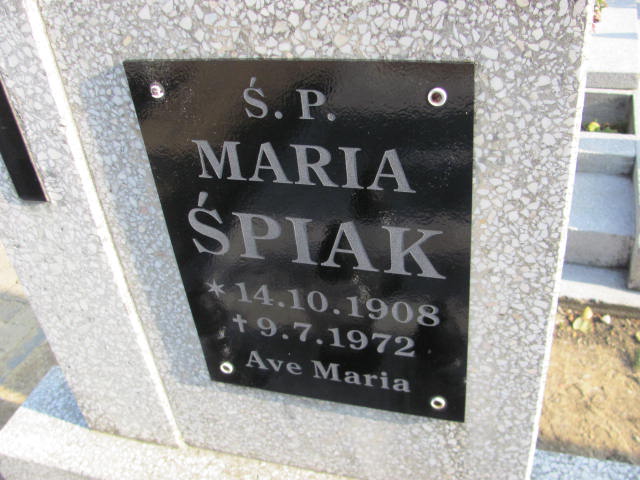 Ś. P.
MARIA
ŚPIAK
* 14.10.1908
† 9.7.1972
Ave Maria